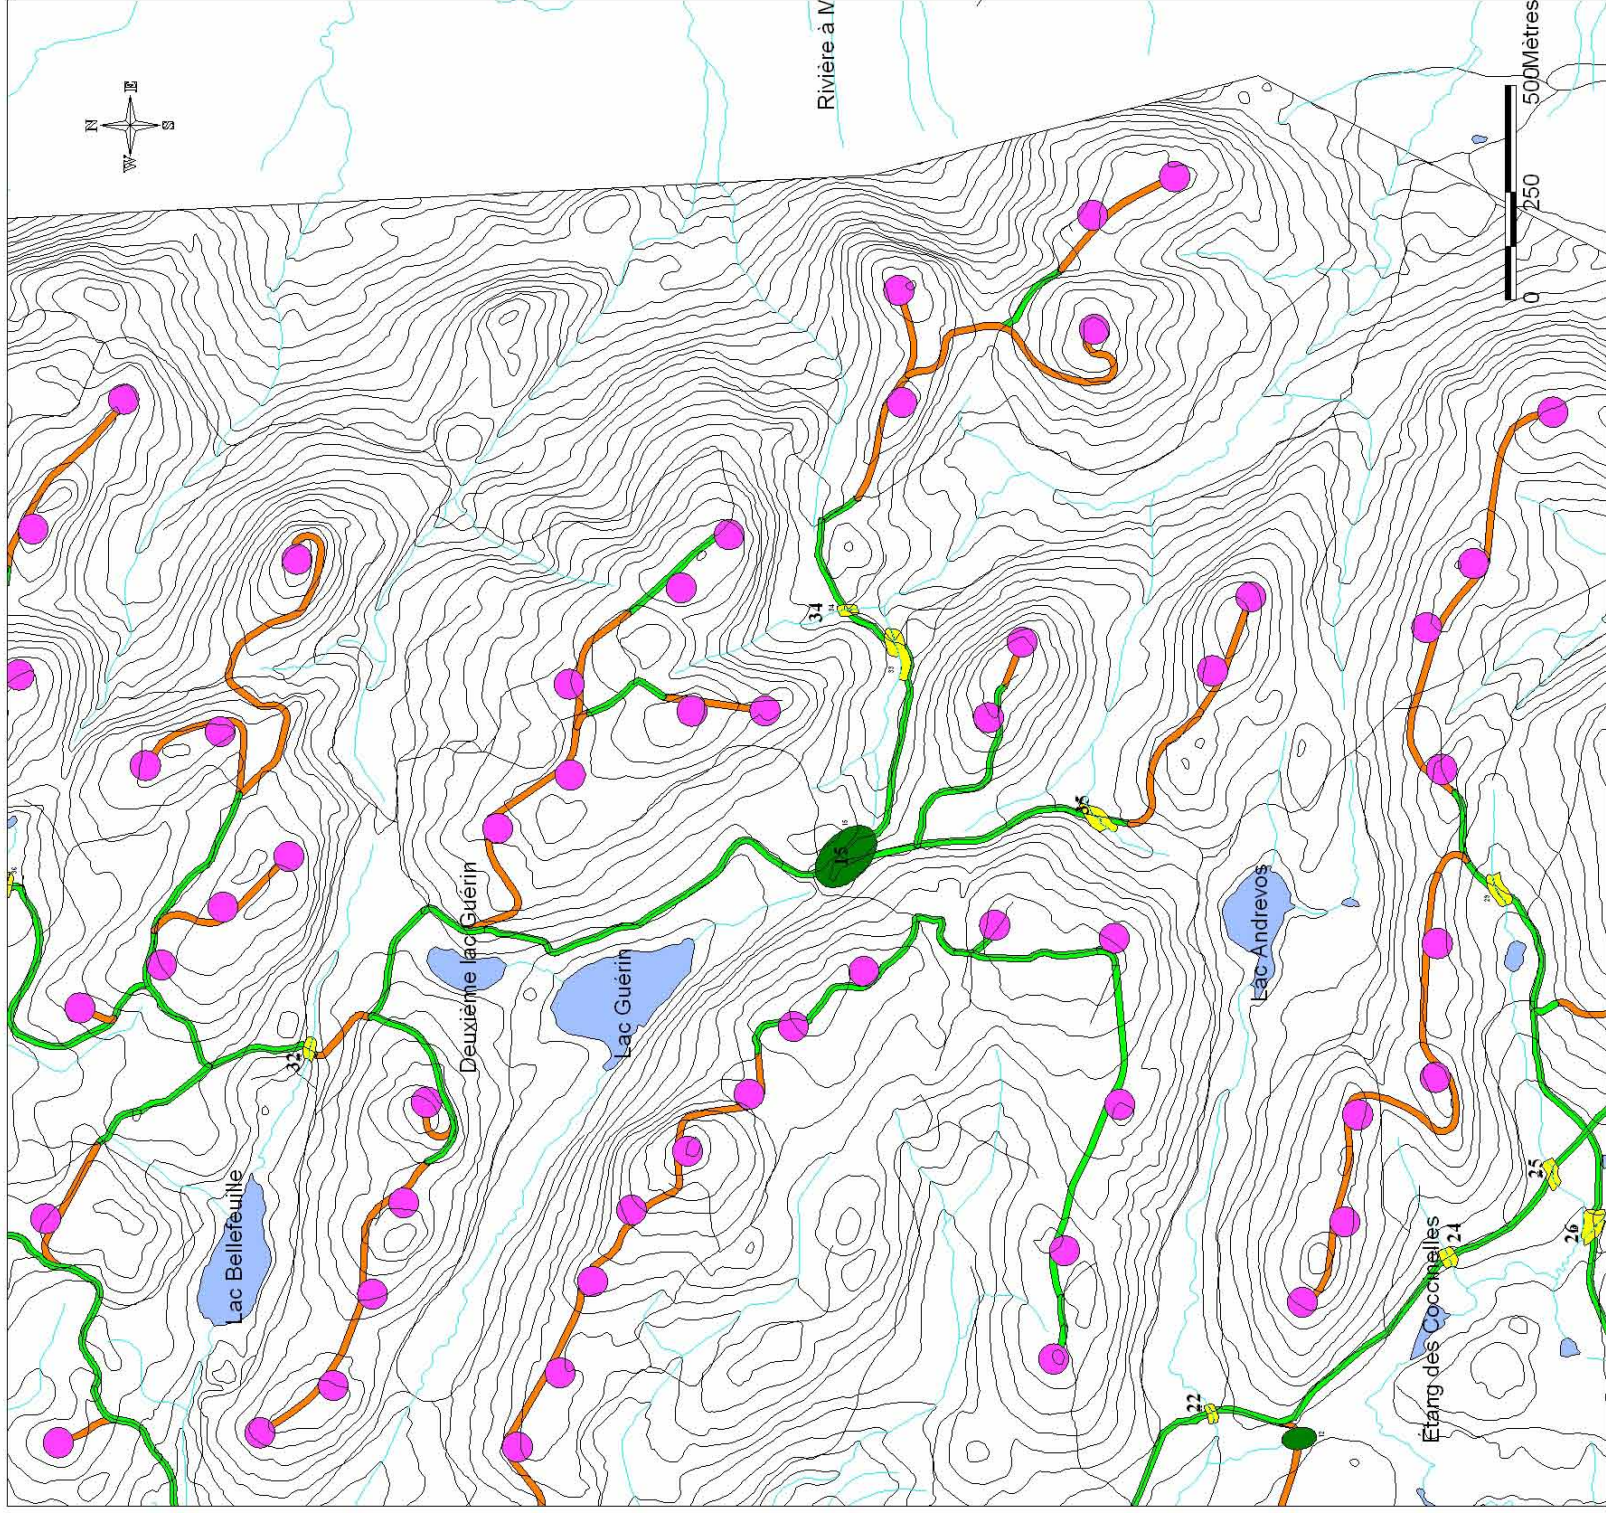 Rivière à M
N
W
E
S
500Mètres
250
0
34
15
35
Deuxième lac Guérin
Lac Guérin
Lac Andrevos
32
Lac Bellefeuille
25
24
26
22
Étang des Coccinelles